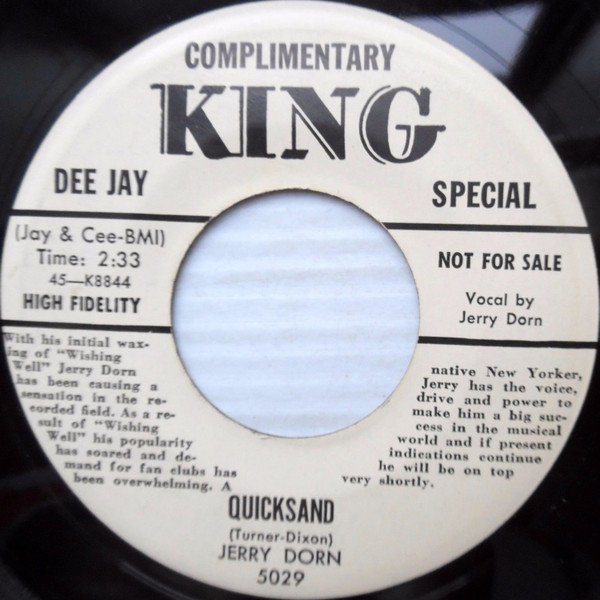 COMPLIMENTARY
KING
DEE JAY
SPECIAL
(Jay & Cee-BMI)
Time: 2:33
45—K8844
HIGH FIDELITY
NOT FOR SALE
Vocal by
Jerry Dorn
With his initial wax-
ing of "Wishing
Well" Jerry Dorn
has been causing a
sensation in the re-
corded field. As a re-
sult of "Wishing
Well" his popularity
has soared and de-
mand for fan clubs has
been overwhelming. A
native New Yorker,
Jerry has the voice,
drive and power to
make him a big suc-
cess in the musical
world and if present
indications continue
he will be on top
very shortly.
QUICKSAND
(Turner-Dixon)
JERRY DORN
5029